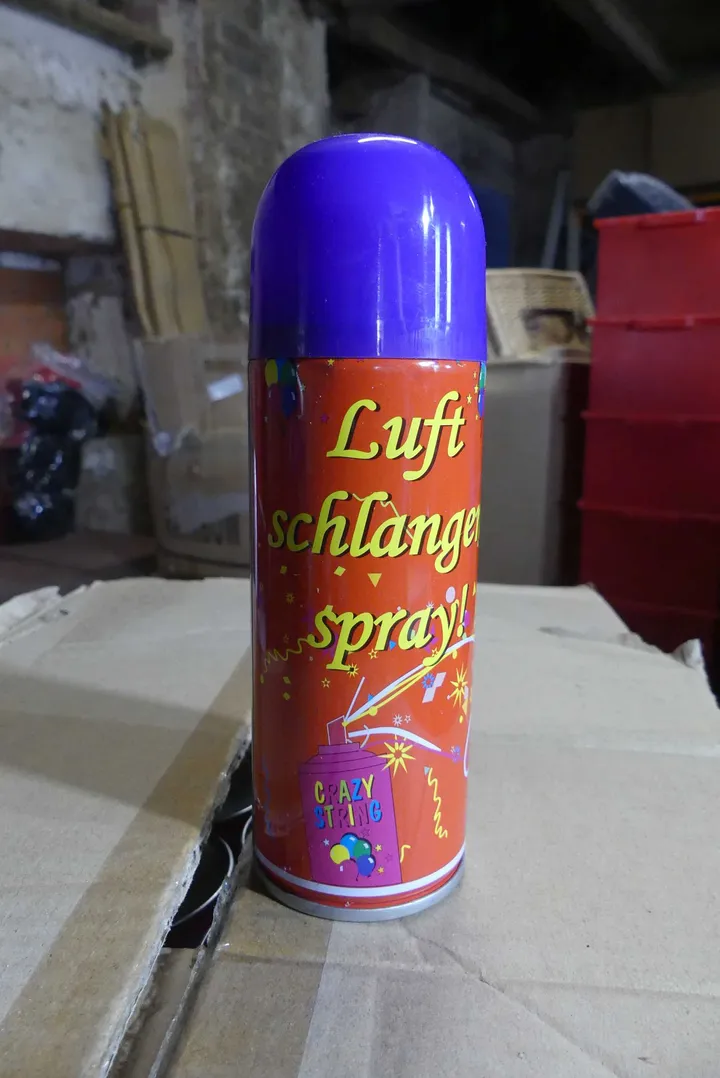 Luft
schlangen
spray!
CRAZY
STRING